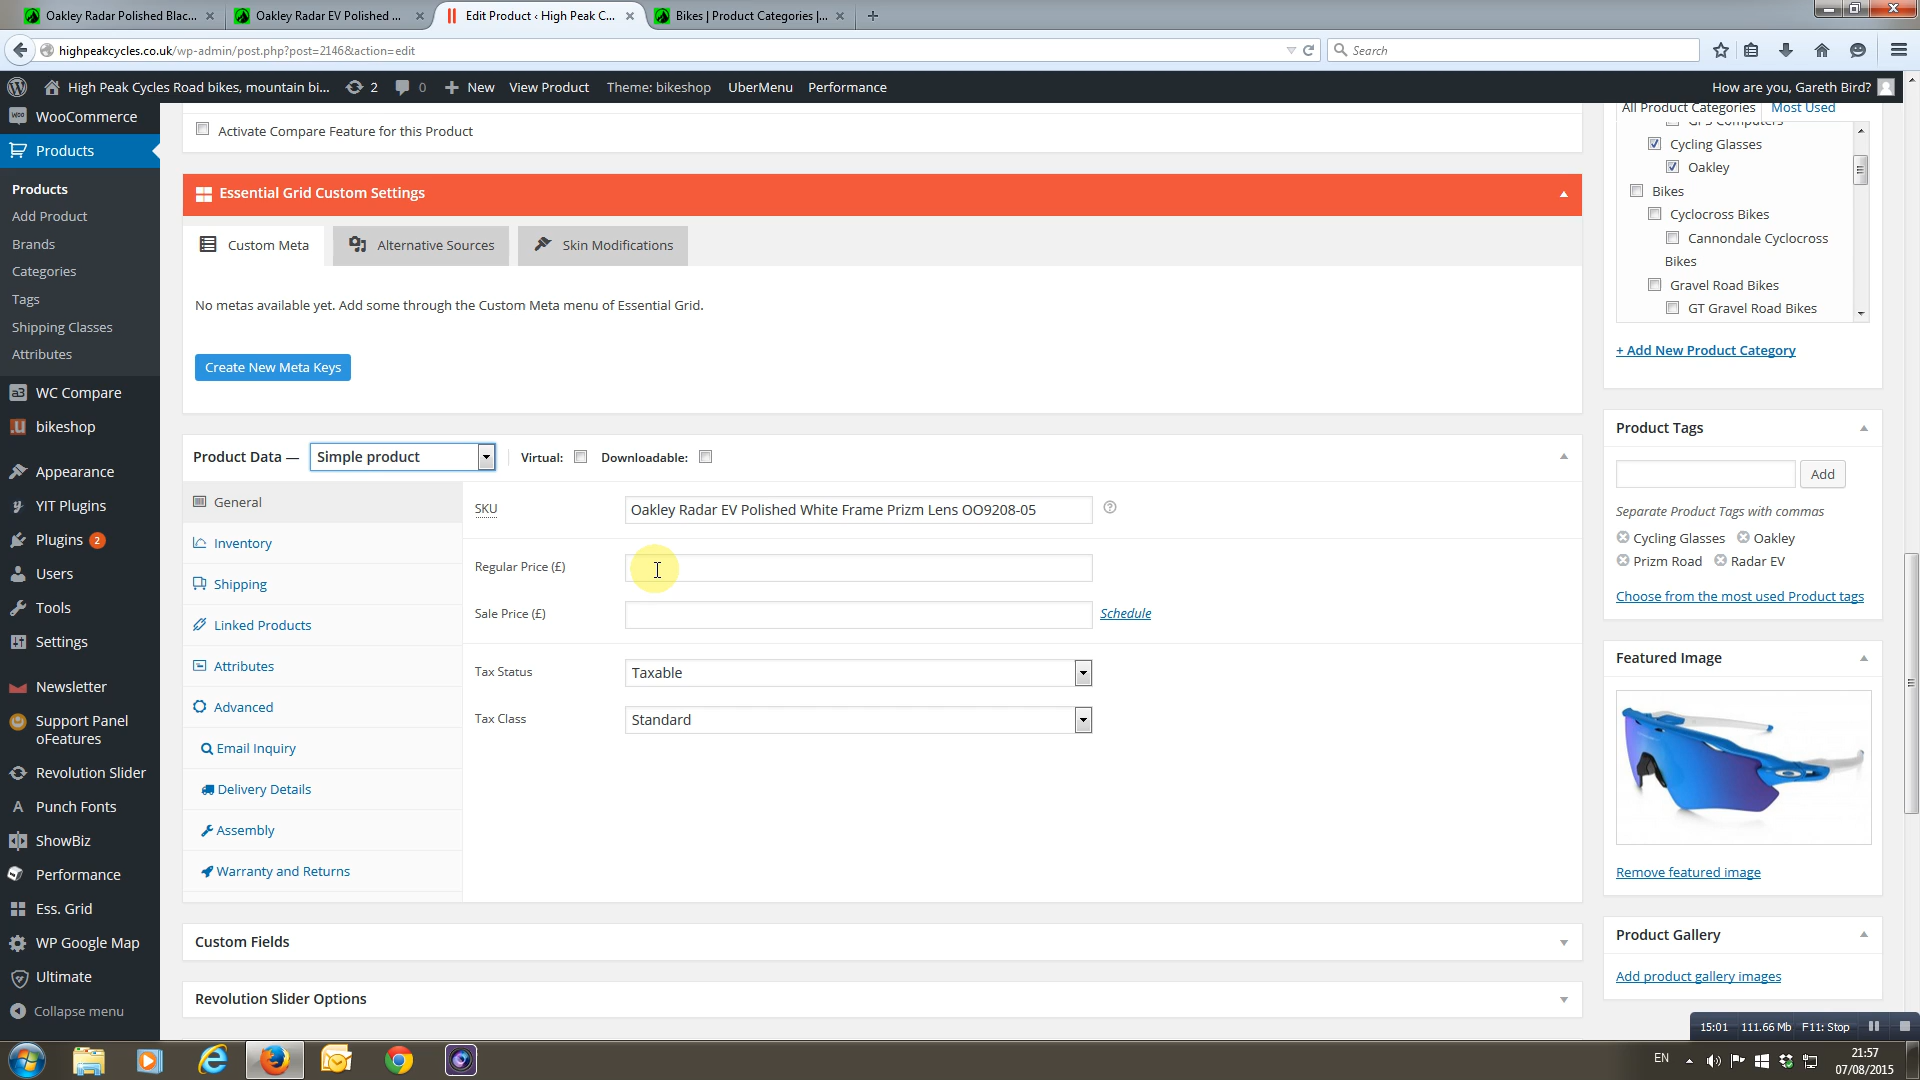 Oakley Radar Polished Blac...
Oakley Radar EV Polished ...
Edit Product ‹ High Peak C...
Bikes | Product Categories |...
highpeakcycles.co.uk/wp-admin/post.php?post=2146&action=edit
Search
High Peak Cycles Road bikes, mountain bi...
2
0
New
View Product
Theme: bikeshop
UberMenu
Performance
How are you, Gareth Bird?
WooCommerce
Products
Products
Add Product
Brands
Categories
Tags
Shipping Classes
Attributes
WC Compare
bikeshop
Appearance
YIT Plugins
Plugins 2
Users
Tools
Settings
Newsletter
Support Panel
oFeatures
Revolution Slider
Punch Fonts
ShowBiz
Performance
Ess. Grid
WP Google Map
Ultimate
Collapse menu
Activate Compare Feature for this Product
Essential Grid Custom Settings
Custom Meta
Alternative Sources
Skin Modifications
No metas available yet. Add some through the Custom Meta menu of Essential Grid.
Create New Meta Keys
Product Data —
Simple product
Virtual:
Downloadable:
General
Inventory
Shipping
Linked Products
Attributes
Advanced
Email Inquiry
Delivery Details
Assembly
Warranty and Returns
SKU
Oakley Radar EV Polished White Frame Prizm Lens OO9208-05
Regular Price (£)
Sale Price (£)
Schedule
Tax Status
Taxable
Tax Class
Standard
Custom Fields
Revolution Slider Options
All Product Categories
Most Used
GPS Computers
Cycling Glasses
Oakley
Bikes
Cyclocross Bikes
Cannondale Cyclocross
Bikes
Gravel Road Bikes
GT Gravel Road Bikes
+ Add New Product Category
Product Tags
Add
Separate Product Tags with commas
Cycling Glasses
Oakley
Prizm Road
Radar EV
Choose from the most used Product tags
Featured Image
Remove featured image
Product Gallery
Add product gallery images
15:01
111.66 Mb
F11: Stop
EN
21:57
07/08/2015